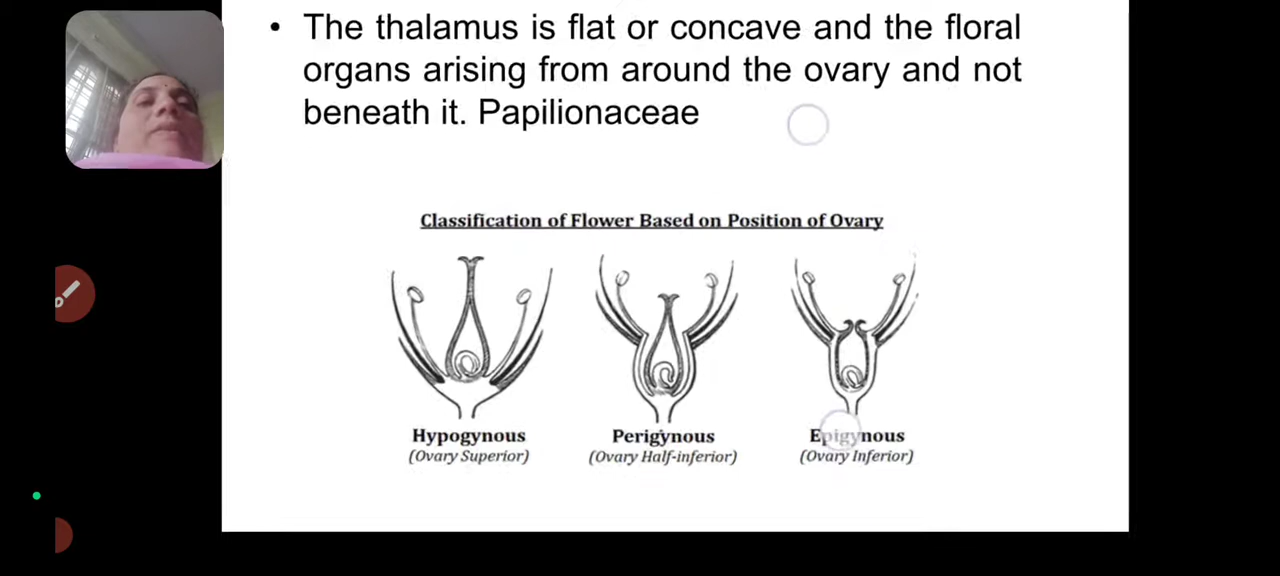 • The thalamus is flat or concave and the floral
organs arising from around the ovary and not
beneath it. Papilionaceae
Classification of Flower Based on Position of Ovary
Hypogynous
(Ovary Superior)
Perigynous
(Ovary Half-inferior)
Epigynous
(Ovary Inferior)